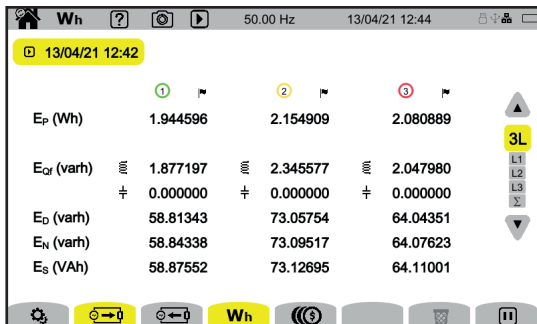 Wh ? 50.00 Hz 13/04/21 12:44
13/04/21 12:42
1 2 3
EP (Wh) 1.944596 2.154909 2.080889
3L
EQf (varh) 1.877197 2.345577 2.047980
L1
L2
0.000000 0.000000 0.000000
L3
Σ
ED (varh) 58.81343 73.05754 64.04351
EN (varh) 58.84338 73.09517 64.07623
ES (VAh) 58.87552 73.12695 64.11001
Wh $